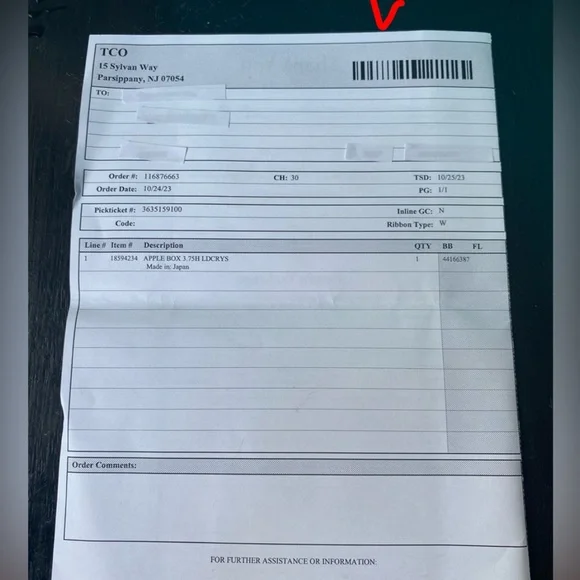 TCO
15 Sylvan Way
Parsippany, NJ 07054
TO:
Order #: 116876663 CH: 30 TSD: 10/25/23
Order Date: 10/24/23 PG: 1/1
Pickticket #: 3635159100 Inline GC: N
Code: Ribbon Type: W
Line # Item # Description QTY BB FL
1 18594234 APPLE BOX 3.75H LDCRYS 1 44166387
Made in: Japan
Order Comments:
FOR FURTHER ASSISTANCE OR INFORMATION